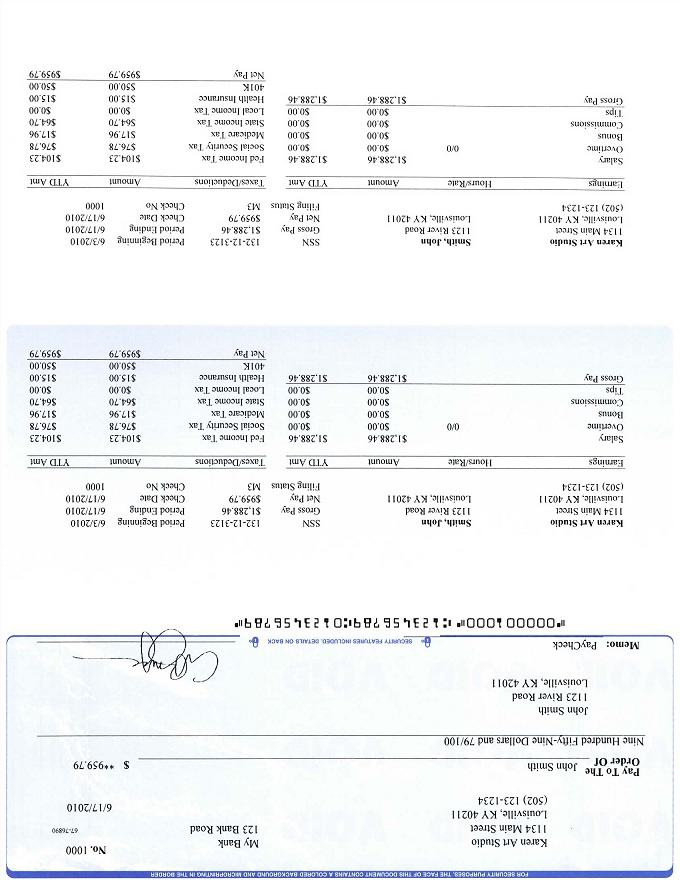 FOR SECURITY PURPOSES, THE FACE OF THIS DOCUMENT CONTAINS A COLORED BACKGROUND AND MICROPRINTING IN THE BORDER
No. 1000
Karen Art Studio My Bank
1134 Main Street 123 Bank Road 67-76890
Louisville, KY 40211
(502) 123-1234 6/17/2010
Pay To The
Order Of John Smith $ **959.79
Nine Hundred Fifty-Nine Dollars and 79/100
John Smith
1123 River Road
Louisville, KY 42011
VOID VOID VOID
Memo: PayCheck
SECURITY FEATURES INCLUDED. DETAILS ON BACK
⑈000001000⑈ ⑆123456789⑆0123456789⑈
Karen Art Studio Smith, John SSN 132-12-3123 Period Beginning 6/3/2010
1134 Main Street 1123 River Road Gross Pay $1,288.46 Period Ending 6/17/2010
Louisville, KY 40211 Louisville, KY 42011 Net Pay $959.79 Check Date 6/17/2010
(502) 123-1234 Filing Status M3 Check No 1000
Earnings Hours/Rate Amount YTD Amt Taxes/Deductions Amount YTD Amt
Salary $1,288.46 $1,288.46 Fed Income Tax $104.23 $104.23
Overtime 0/0 $0.00 $0.00 Social Security Tax $76.78 $76.78
Bonus $0.00 $0.00 Medicare Tax $17.96 $17.96
Commissions $0.00 $0.00 State Income Tax $64.70 $64.70
Tips $0.00 $0.00 Local Income Tax $0.00 $0.00
Gross Pay $1,288.46 $1,288.46 Health Insurance $15.00 $15.00
401K $50.00 $50.00
Net Pay $959.79 $959.79
Karen Art Studio Smith, John SSN 132-12-3123 Period Beginning 6/3/2010
1134 Main Street 1123 River Road Gross Pay $1,288.46 Period Ending 6/17/2010
Louisville, KY 40211 Louisville, KY 42011 Net Pay $959.79 Check Date 6/17/2010
(502) 123-1234 Filing Status M3 Check No 1000
Earnings Hours/Rate Amount YTD Amt Taxes/Deductions Amount YTD Amt
Salary $1,288.46 $1,288.46 Fed Income Tax $104.23 $104.23
Overtime 0/0 $0.00 $0.00 Social Security Tax $76.78 $76.78
Bonus $0.00 $0.00 Medicare Tax $17.96 $17.96
Commissions $0.00 $0.00 State Income Tax $64.70 $64.70
Tips $0.00 $0.00 Local Income Tax $0.00 $0.00
Gross Pay $1,288.46 $1,288.46 Health Insurance $15.00 $15.00
401K $50.00 $50.00
Net Pay $959.79 $959.79